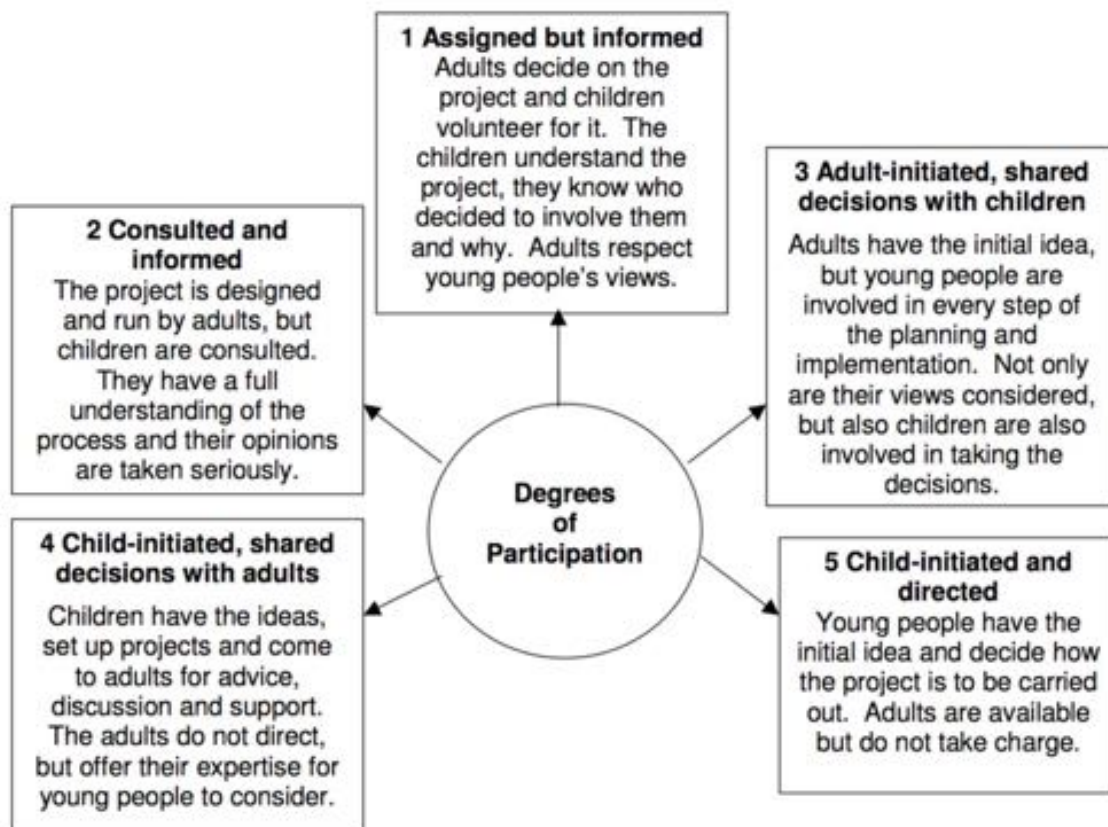 1 Assigned but informed
Adults decide on the
project and children
volunteer for it. The
children understand the
project, they know who
decided to involve them
and why. Adults respect
young people's views.
2 Consulted and
informed
The project is designed
and run by adults, but
children are consulted.
They have a full
understanding of the
process and their opinions
are taken seriously.
3 Adult-initiated, shared
decisions with children
Adults have the initial idea,
but young people are
involved in every step of
the planning and
implementation. Not only
are their views considered,
but also children are also
involved in taking the
decisions.
Degrees
of
Participation
4 Child-initiated, shared
decisions with adults
Children have the ideas,
set up projects and come
to adults for advice,
discussion and support.
The adults do not direct,
but offer their expertise for
young people to consider.
5 Child-initiated and
directed
Young people have the
initial idea and decide how
the project is to be carried
out. Adults are available
but do not take charge.